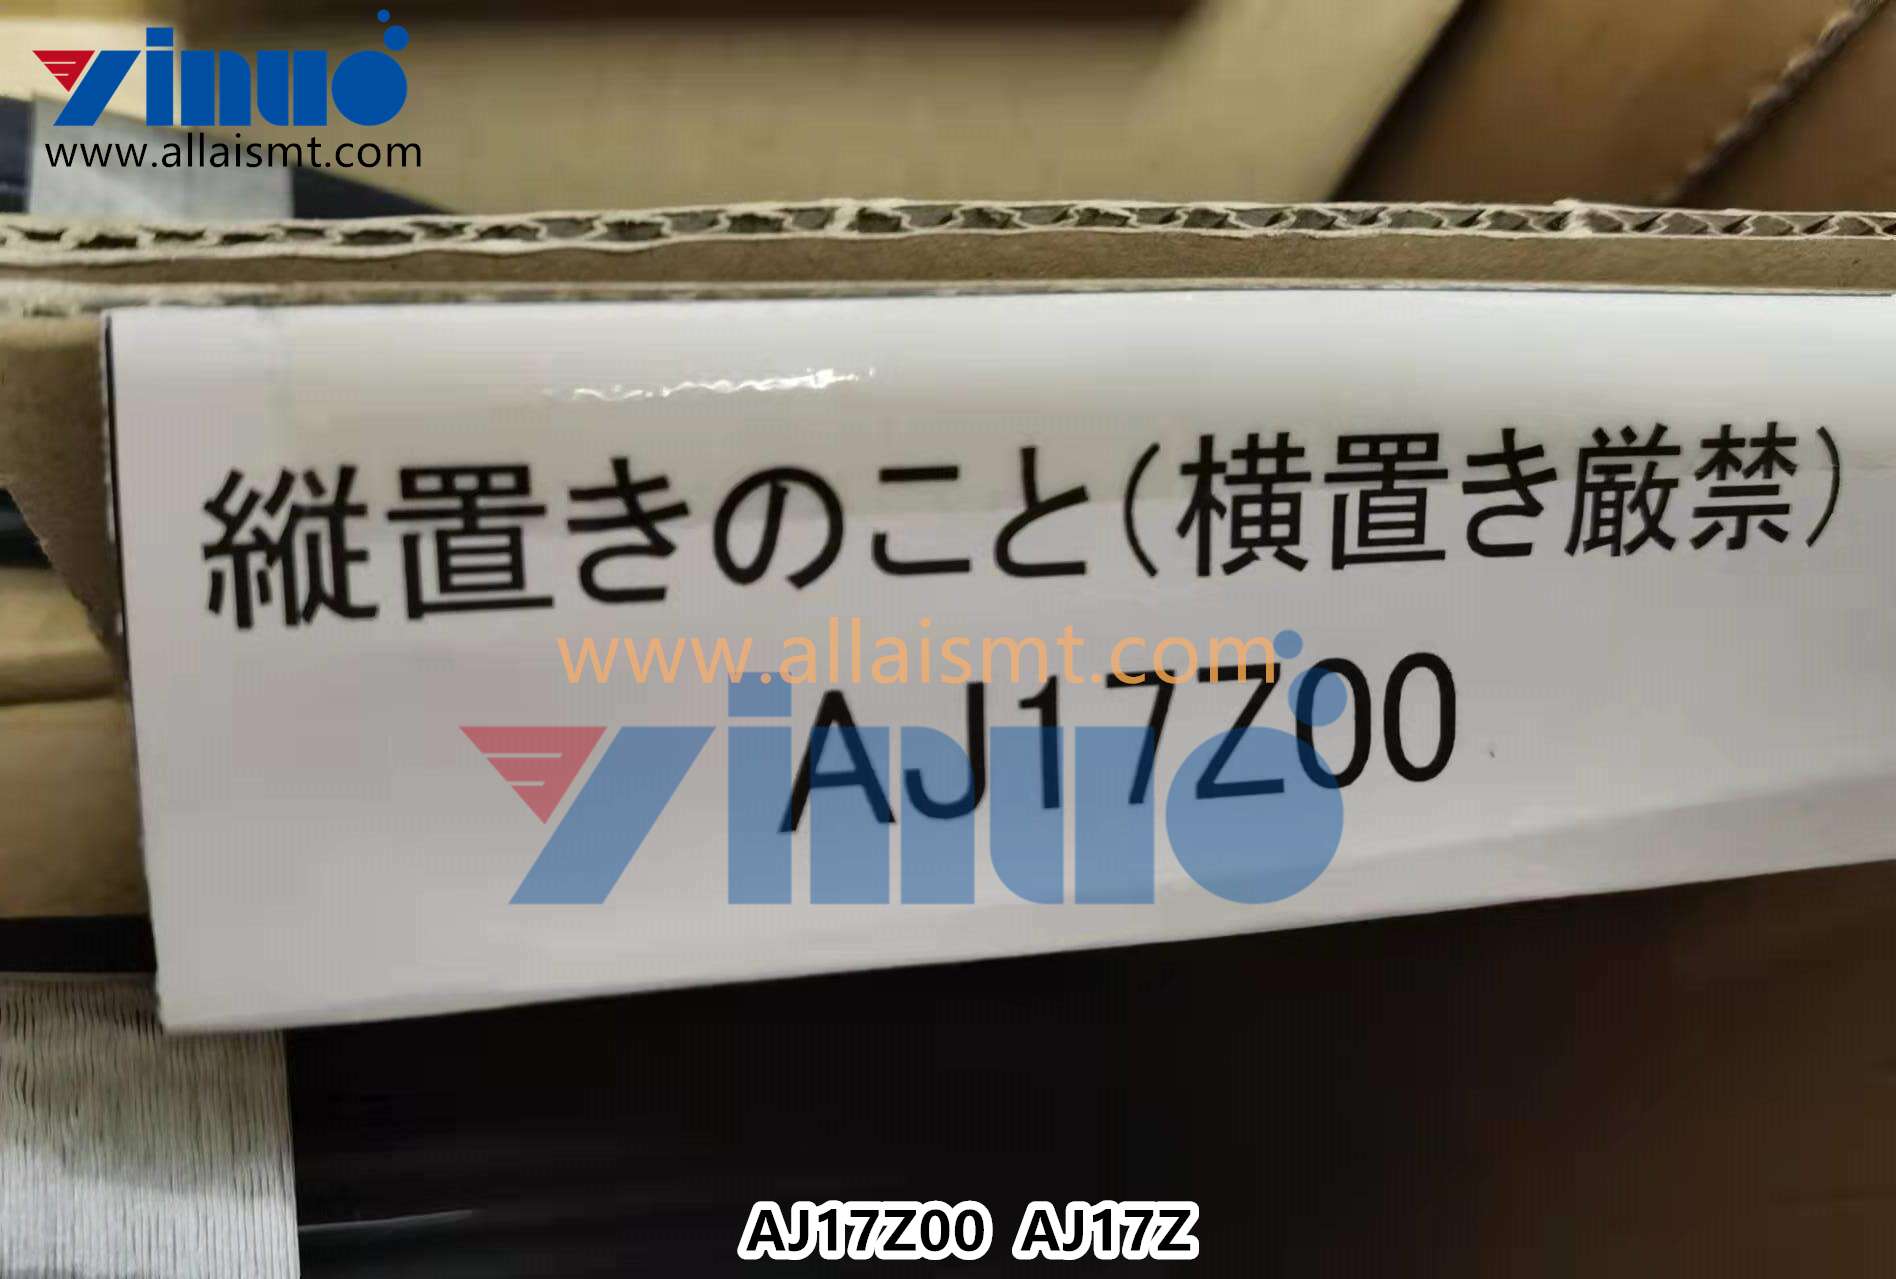 Yinuo
www.allaismt.com
縦置きのこと(横置き厳禁)
www.allaismt.com
AJ17Z00
Yinuo
AJ17Z00 AJ17Z